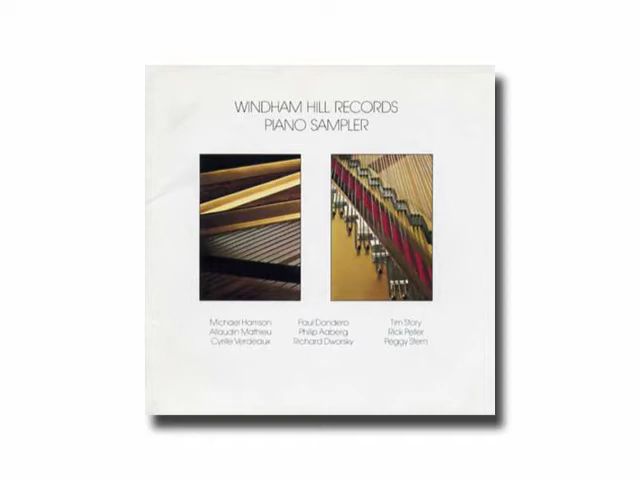 WINDHAM HILL RECORDS
PIANO SAMPLER
Michael Harrison Paul Dondero Tim Story
Allaudin Mathieu Philip Aaberg Rick Peller
Cyrille Verdeaux Richard Dworsky Peggy Stern